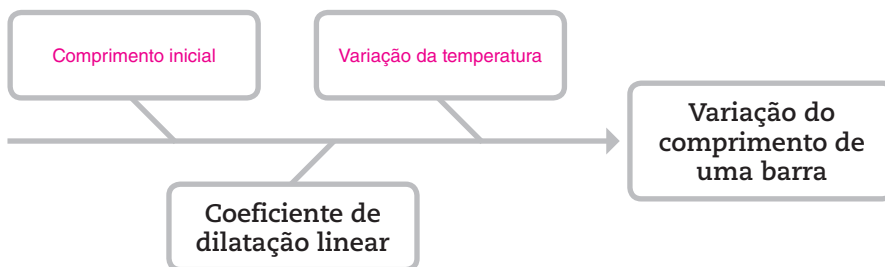 Comprimento inicial
Variação da temperatura
Variação do
comprimento de
uma barra
Coeficiente de
dilatação linear